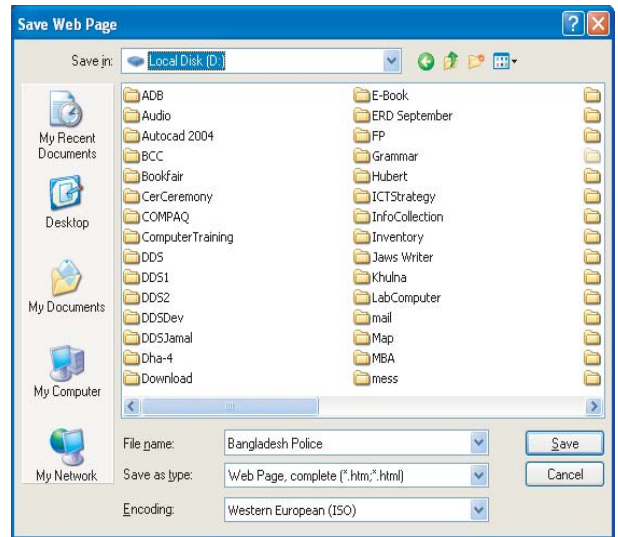 Save Web Page
Save in: Local Disk (D:)
My Recent Documents
Desktop
My Documents
My Computer
My Network
ADB
Audio
Autocad 2004
BCC
Bookfair
CerCeremony
COMPAQ
ComputerTraining
DDS
DDS1
DDS2
DDSDev
DDSJamal
Dha-4
Download
E-Book
ERD September
FP
Grammar
Hubert
ICTStrategy
InfoCollection
Inventory
Jaws Writer
Khulna
LabComputer
mail
Map
MBA
mess
File name: Bangladesh Police
Save
Save as type: Web Page, complete (*.htm;*.html)
Cancel
Encoding: Western European (ISO)